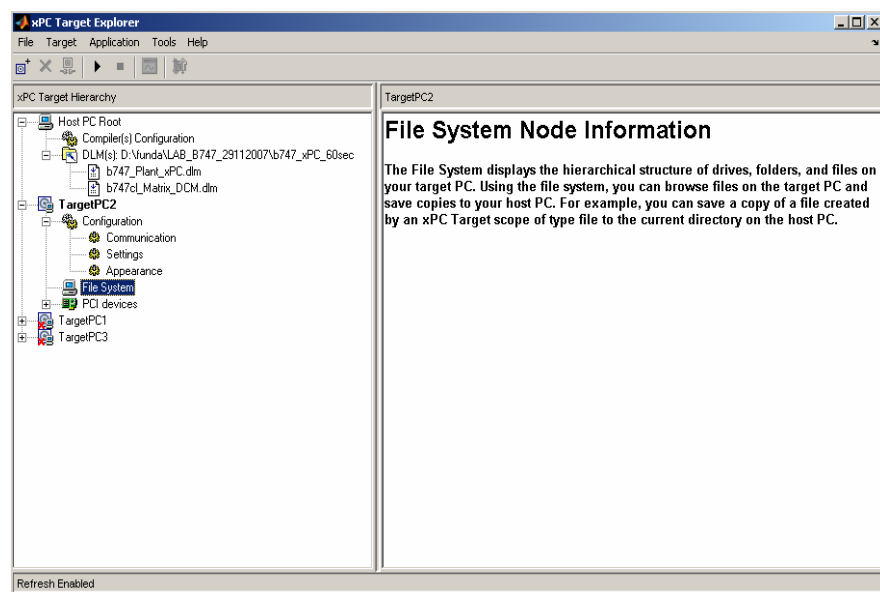 xPC Target Explorer
File Target Application Tools Help
xPC Target Hierarchy
Host PC Root
Compiler(s) Configuration
DLM(s): D:\funda\LAB_B747_29112007\b747_xPC_60sec
b747_Plant_xPC.dlm
b747cl_Matrix_DCM.dlm
TargetPC2
Configuration
Communication
Settings
Appearance
File System
PCI devices
TargetPC1
TargetPC3
TargetPC2
File System Node Information
The File System displays the hierarchical structure of drives, folders, and files on
your target PC. Using the file system, you can browse files on the target PC and
save copies to your host PC. For example, you can save a copy of a file created
by an xPC Target scope of type file to the current directory on the host PC.
Refresh Enabled